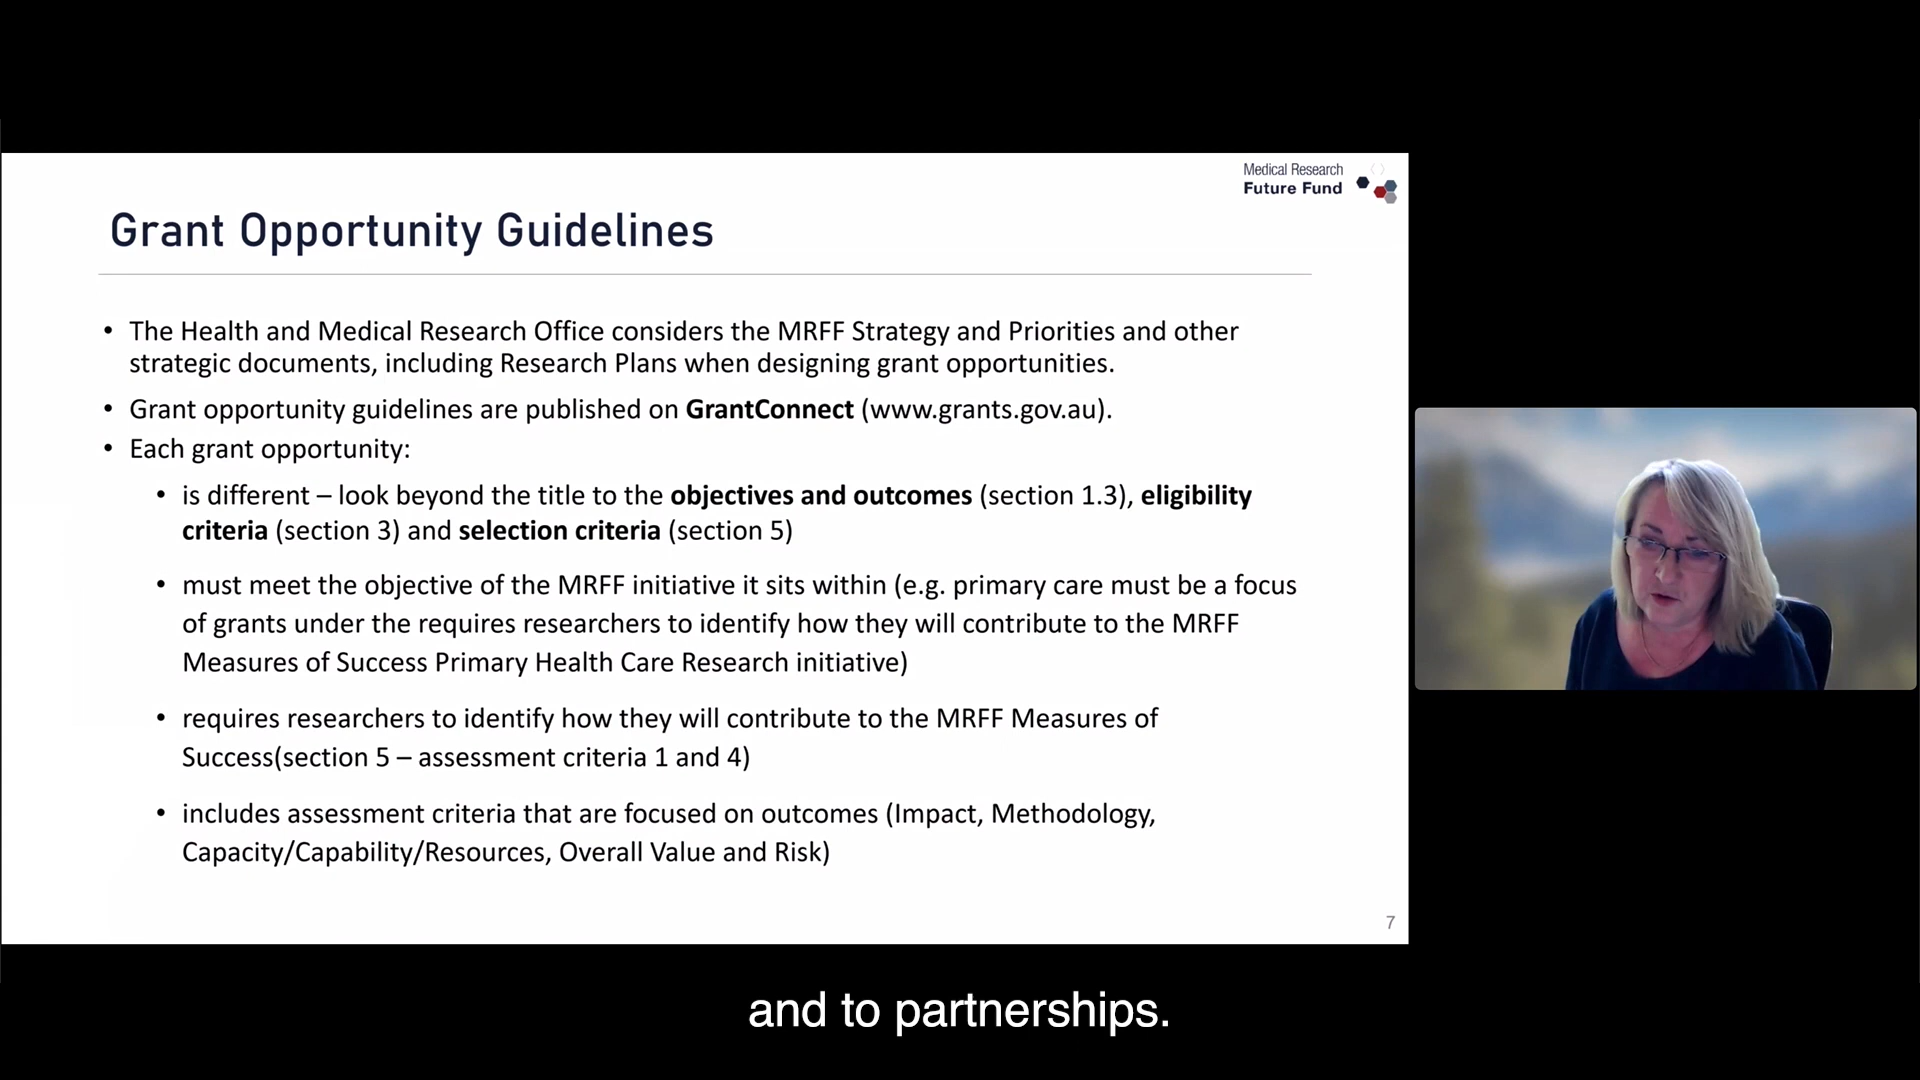 Medical Research
Future Fund
Grant Opportunity Guidelines
• The Health and Medical Research Office considers the MRFF Strategy and Priorities and other
strategic documents, including Research Plans when designing grant opportunities.
• Grant opportunity guidelines are published on GrantConnect (www.grants.gov.au).
• Each grant opportunity:
• is different – look beyond the title to the objectives and outcomes (section 1.3), eligibility
criteria (section 3) and selection criteria (section 5)
• must meet the objective of the MRFF initiative it sits within (e.g. primary care must be a focus
of grants under the requires researchers to identify how they will contribute to the MRFF
Measures of Success Primary Health Care Research initiative)
• requires researchers to identify how they will contribute to the MRFF Measures of
Success(section 5 – assessment criteria 1 and 4)
• includes assessment criteria that are focused on outcomes (Impact, Methodology,
Capacity/Capability/Resources, Overall Value and Risk)
7
and to partnerships.